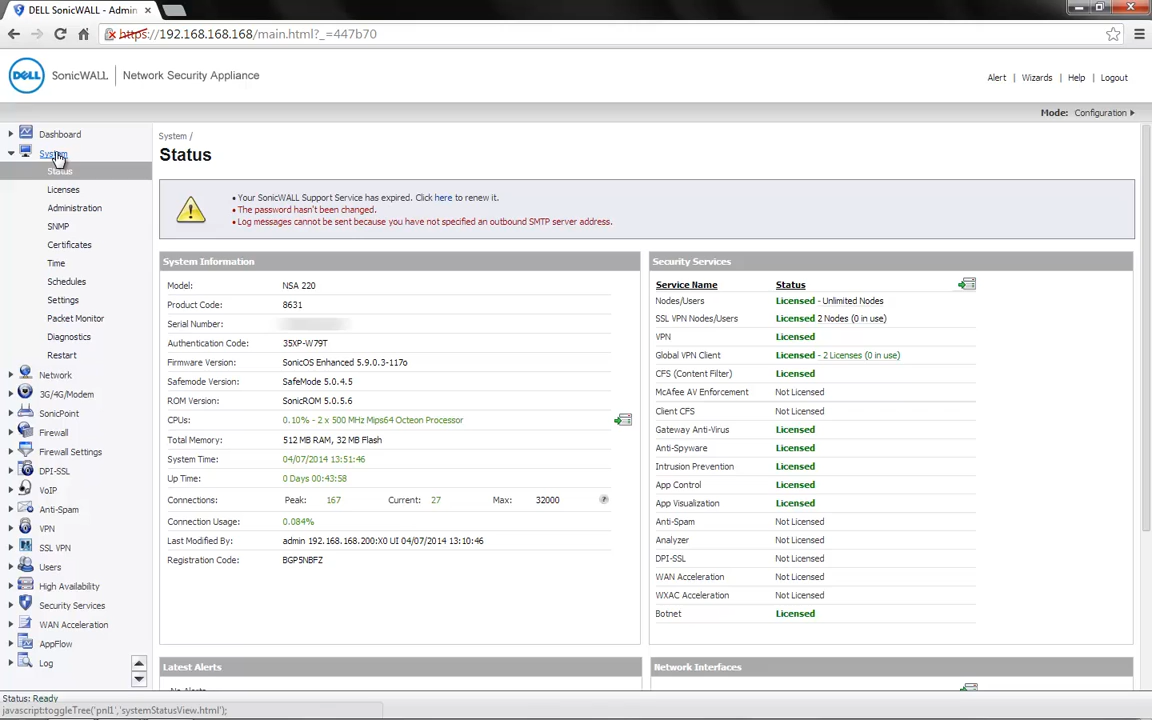 DELL SonicWALL - Admin
https://192.168.168.168/main.html?_=447b70
DELL SonicWALL | Network Security Appliance
Alert | Wizards | Help | Logout
Mode: Configuration
Dashboard
System
Status
Licenses
Administration
SNMP
Certificates
Time
Schedules
Settings
Packet Monitor
Diagnostics
Restart
Network
3G/4G/Modem
SonicPoint
Firewall
Firewall Settings
DPI-SSL
VoIP
Anti-Spam
VPN
SSL VPN
Users
High Availability
Security Services
WAN Acceleration
AppFlow
Log
System /
Status
Your SonicWALL Support Service has expired. Click here to renew it.
The password hasn't been changed.
Log messages cannot be sent because you have not specified an outbound SMTP server address.
System Information
Model: NSA 220
Product Code: 8631
Serial Number:
Authentication Code: 35XP-W79T
Firmware Version: SonicOS Enhanced 5.9.0.3-117o
Safemode Version: SafeMode 5.0.4.5
ROM Version: SonicROM 5.0.5.6
CPUs: 0.10% - 2 x 500 MHz Mips64 Octeon Processor
Total Memory: 512 MB RAM, 32 MB Flash
System Time: 04/07/2014 13:51:46
Up Time: 0 Days 00:43:58
Connections: Peak: 167 Current: 27 Max: 32000
Connection Usage: 0.084%
Last Modified By: admin 192.168.168.200:X0 UI 04/07/2014 13:10:46
Registration Code: BGP5NBFZ
Security Services
Service Name Status
Nodes/Users Licensed - Unlimited Nodes
SSL VPN Nodes/Users Licensed 2 Nodes (0 in use)
VPN Licensed
Global VPN Client Licensed - 2 Licenses (0 in use)
CFS (Content Filter) Licensed
McAfee AV Enforcement Not Licensed
Client CFS Not Licensed
Gateway Anti-Virus Licensed
Anti-Spyware Licensed
Intrusion Prevention Licensed
App Control Licensed
App Visualization Licensed
Anti-Spam Not Licensed
Analyzer Not Licensed
DPI-SSL Not Licensed
WAN Acceleration Not Licensed
WXAC Acceleration Not Licensed
Botnet Licensed
Latest Alerts
Network Interfaces
Status: Ready
javascript:toggleTree('pnl1','systemStatusView.html');